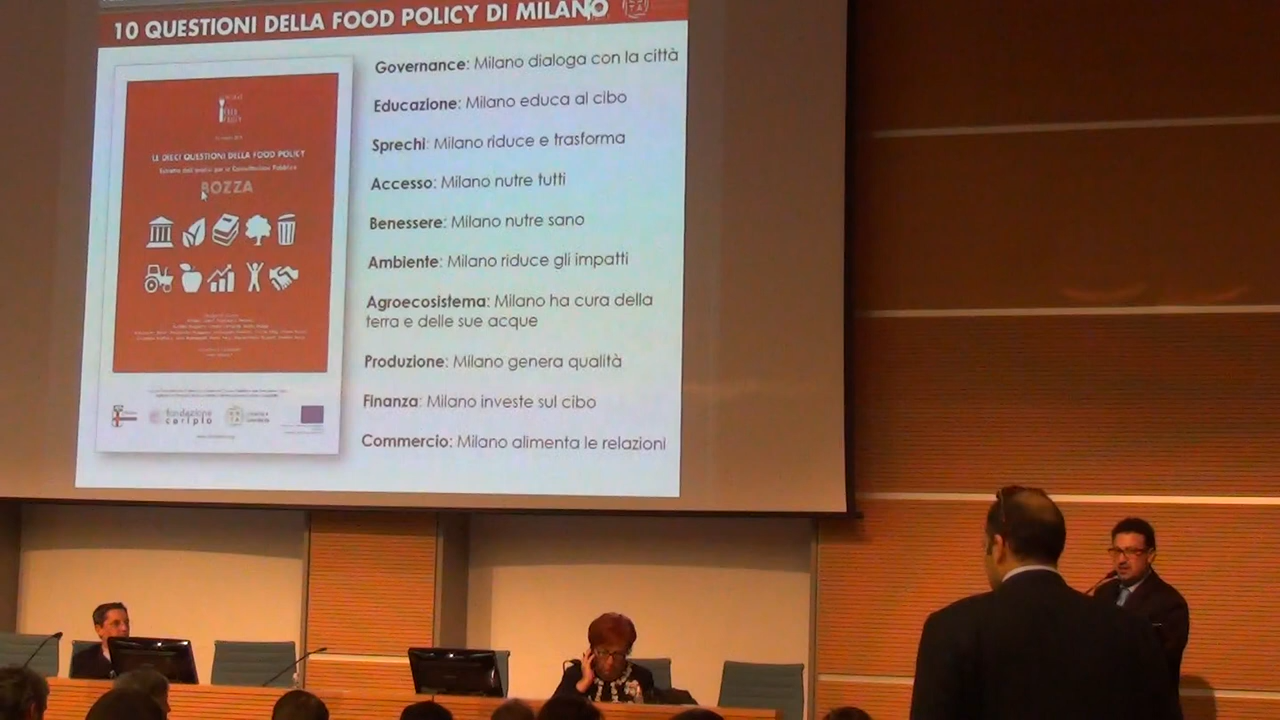 10 QUESTIONI DELLA FOOD POLICY DI MILANO
LE DIECI QUESTIONI DELLA FOOD POLICY
BOZZA
fondazione
cariplo
Governance: Milano dialoga con la città
Educazione: Milano educa al cibo
Sprechi: Milano riduce e trasforma
Accesso: Milano nutre tutti
Benessere: Milano nutre sano
Ambiente: Milano riduce gli impatti
Agroecosistema: Milano ha cura della
terra e delle sue acque
Produzione: Milano genera qualità
Finanza: Milano investe sul cibo
Commercio: Milano alimenta le relazioni